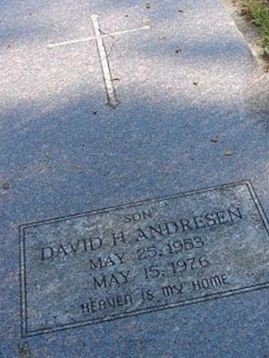 SON
DAVID H. ANDRESEN
MAY 25, 1953
MAY 15, 1976
HEAVEN IS MY HOME